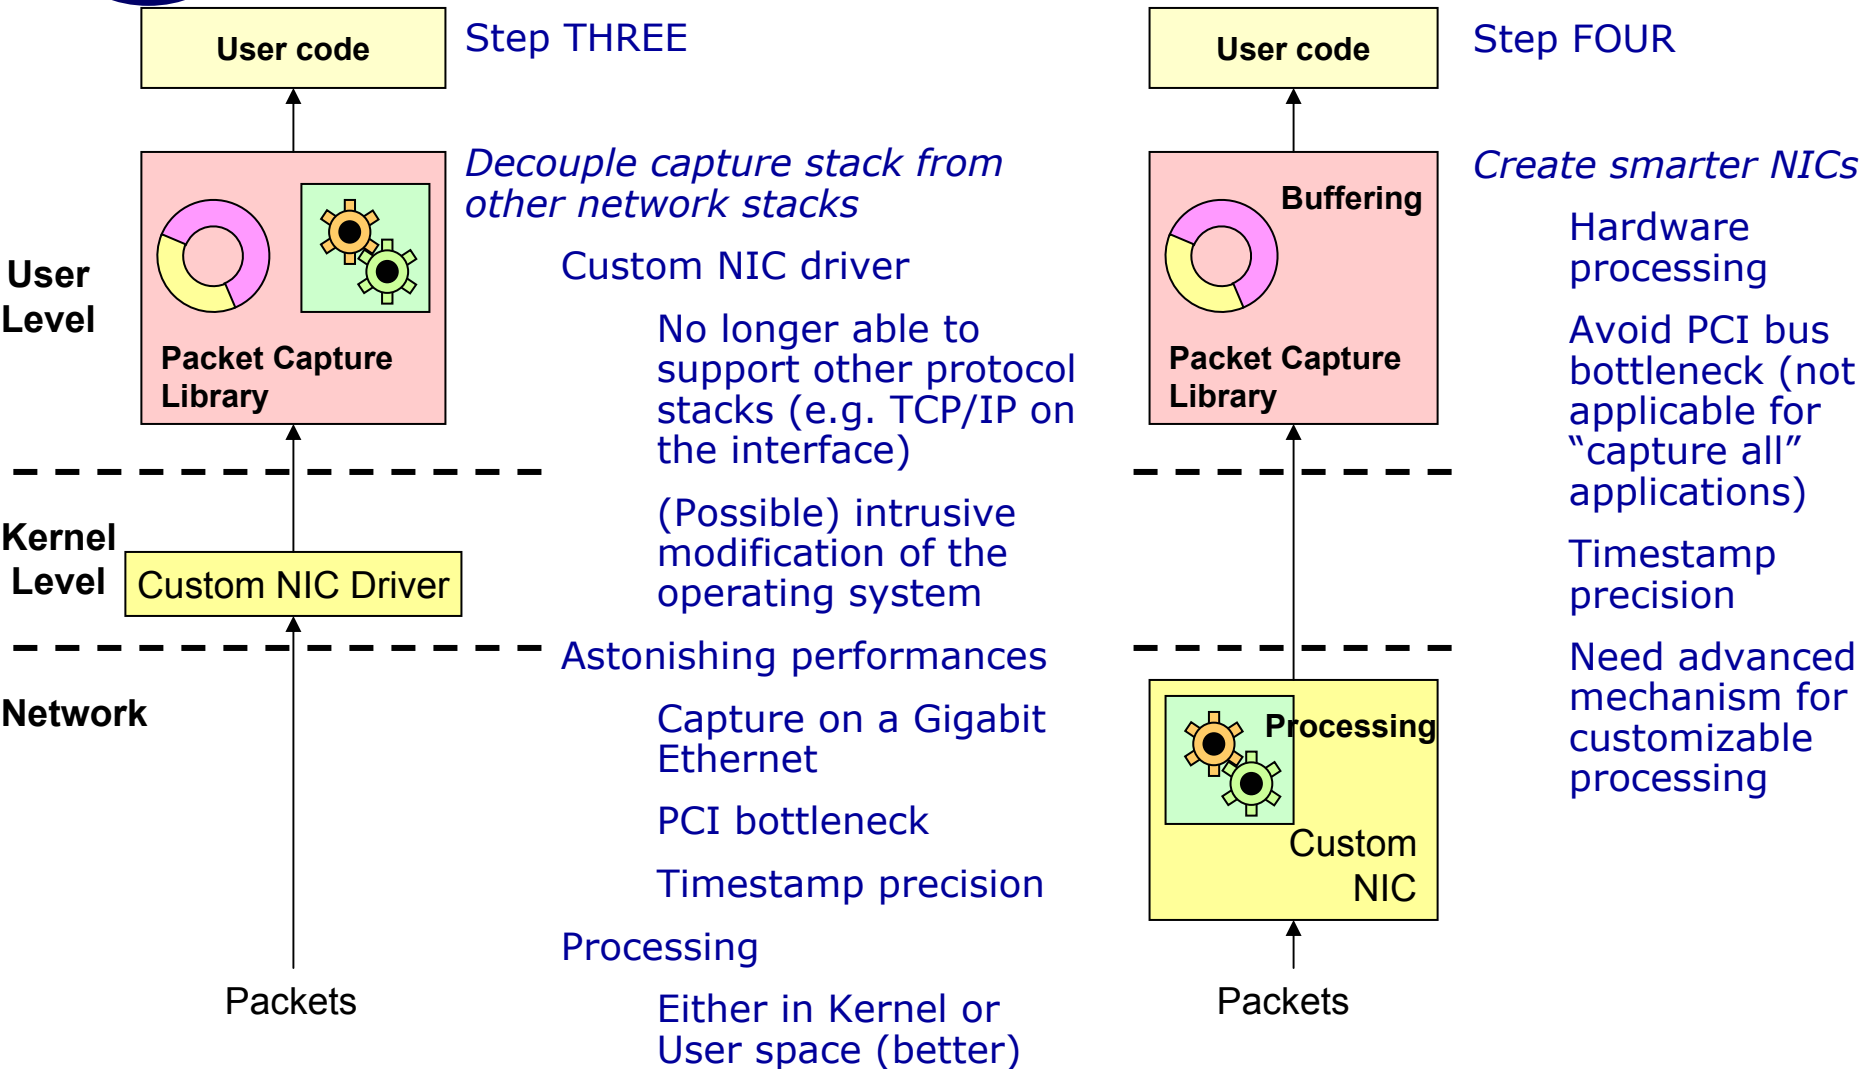 User code
Step THREE
Decouple capture stack from
other network stacks
Custom NIC driver
No longer able to
support other protocol
stacks (e.g. TCP/IP on
the interface)
(Possible) intrusive
modification of the
operating system
Astonishing performances
Capture on a Gigabit
Ethernet
PCI bottleneck
Timestamp precision
Processing
Either in Kernel or
User space (better)
User
Level
Packet Capture
Library
Kernel
Level
Custom NIC Driver
Network
Packets
User code
Step FOUR
Create smarter NICs
Hardware
processing
Avoid PCI bus
bottleneck (not
applicable for
“capture all”
applications)
Timestamp
precision
Need advanced
mechanism for
customizable
processing
Buffering
Packet Capture
Library
Processing
Custom
NIC
Packets